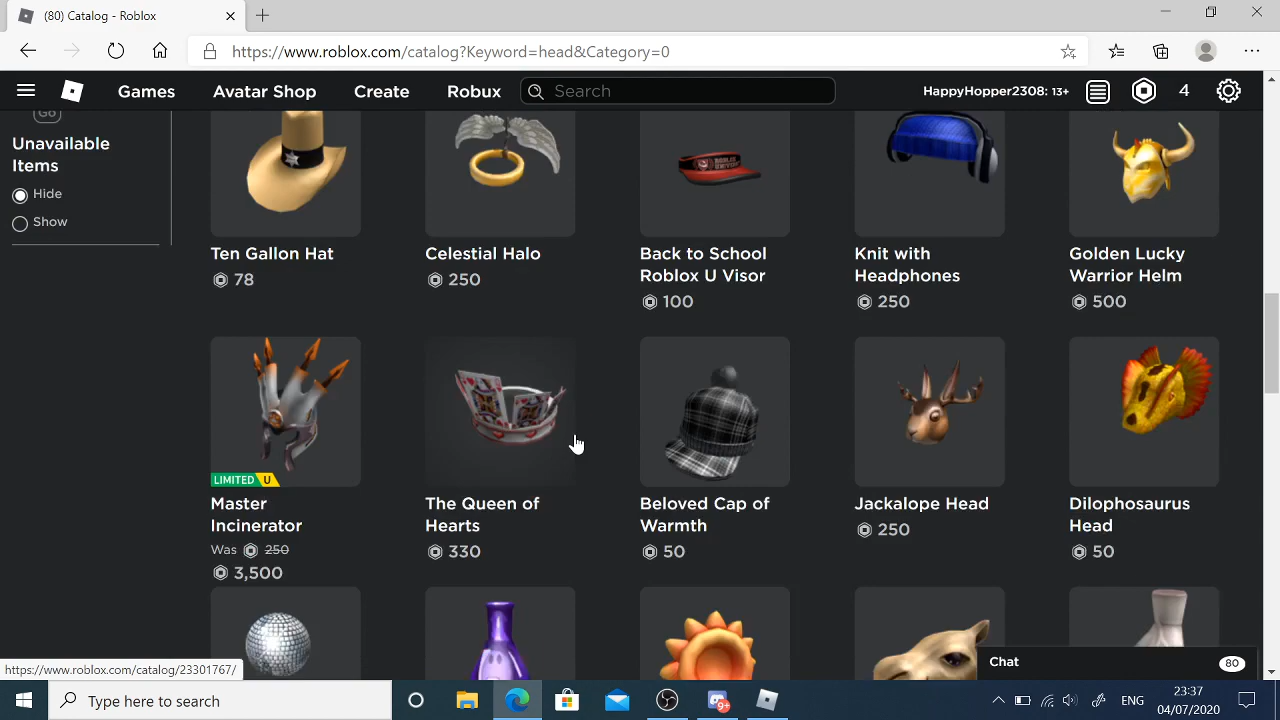 (80) Catalog - Roblox
https://www.roblox.com/catalog?Keyword=head&Category=0
Games
Avatar Shop
Create
Robux
Search
HappyHopper2308: 13+
4
Go
Unavailable
Items
Hide
Show
Ten Gallon Hat
78
Celestial Halo
250
Back to School
Roblox U Visor
100
Knit with
Headphones
250
Golden Lucky
Warrior Helm
500
LIMITED U
Master
Incinerator
Was 250
3,500
The Queen of
Hearts
330
Beloved Cap of
Warmth
50
Jackalope Head
250
Dilophosaurus
Head
50
https://www.roblox.com/catalog/23301767/
Chat
80
Type here to search
9+
ENG
23:37
04/07/2020